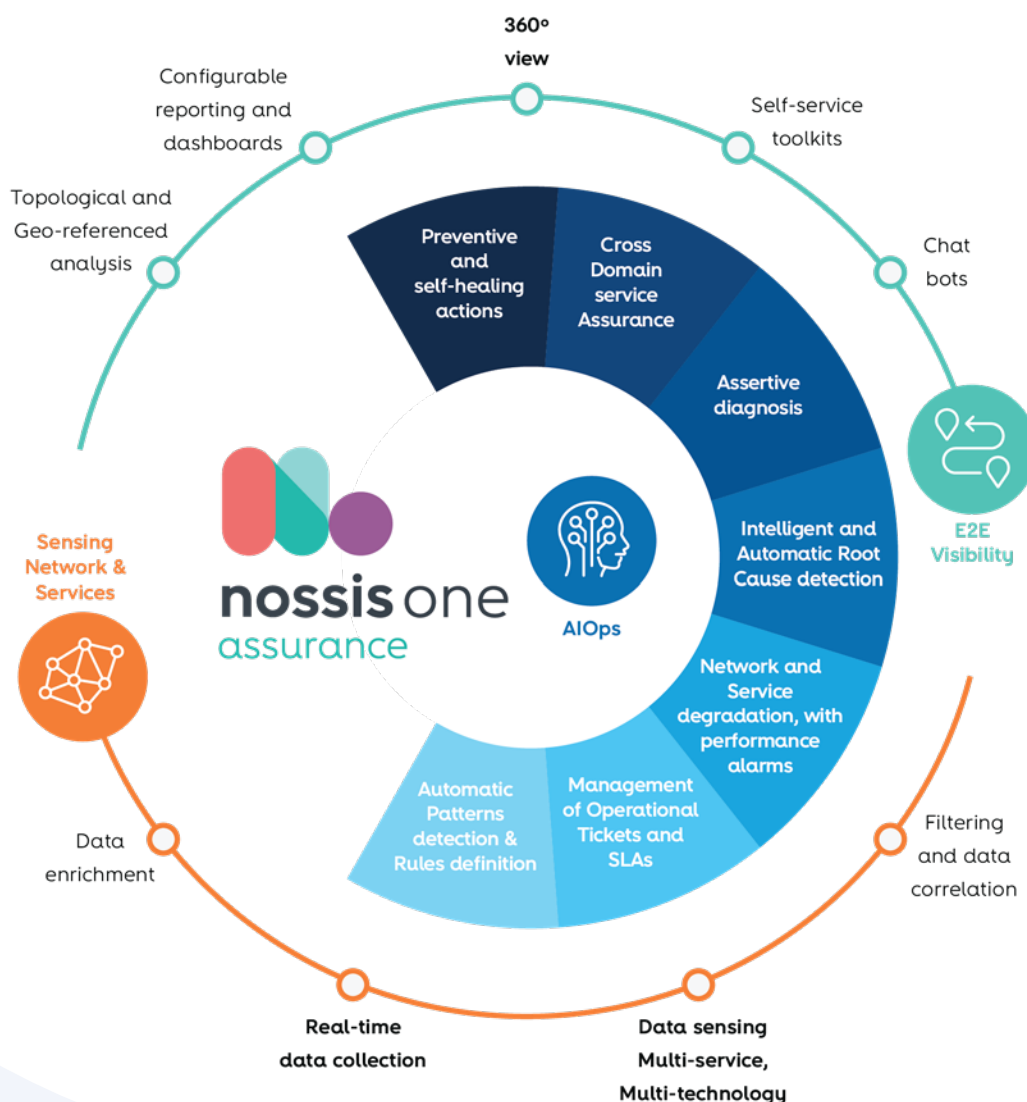 360º
view
Configurable
reporting and
dashboards
Self-service
toolkits
Topological and
Geo-referenced
analysis
Chat
bots
Preventive
and
self-healing
actions
Cross
Domain
service
Assurance
Assertive
diagnosis
Intelligent and
Automatic Root
Cause detection
E2E
Visibility
Sensing
Network &
Services
nossis one
assurance
AIOps
Network and
Service
degradation, with
performance
alarms
Management
of Operational
Tickets and
SLAs
Automatic
Patterns
detection &
Rules definition
Data
enrichment
Filtering
and data
correlation
Real-time
data collection
Data sensing
Multi-service,
Multi-technology